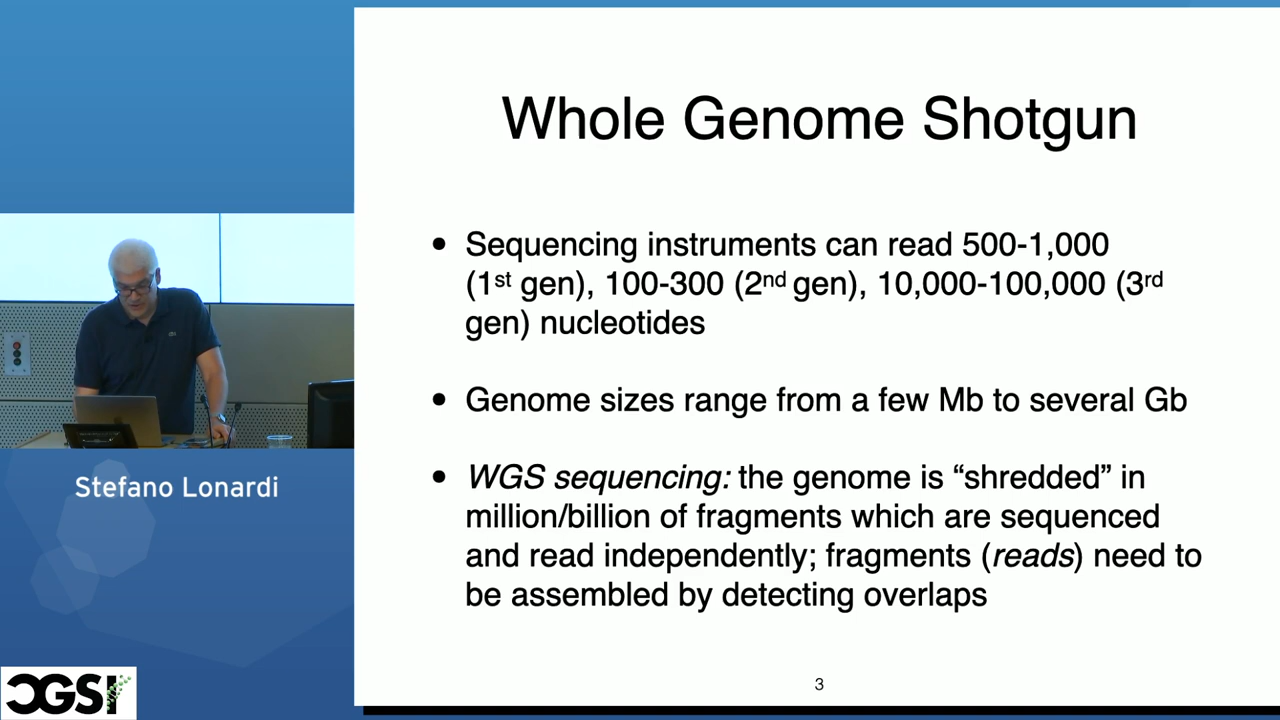 Whole Genome Shotgun
• Sequencing instruments can read 500-1,000
(1st gen), 100-300 (2nd gen), 10,000-100,000 (3rd
gen) nucleotides
• Genome sizes range from a few Mb to several Gb
• WGS sequencing: the genome is “shredded” in
million/billion of fragments which are sequenced
and read independently; fragments (reads) need to
be assembled by detecting overlaps
3
Stefano Lonardi
CGSI